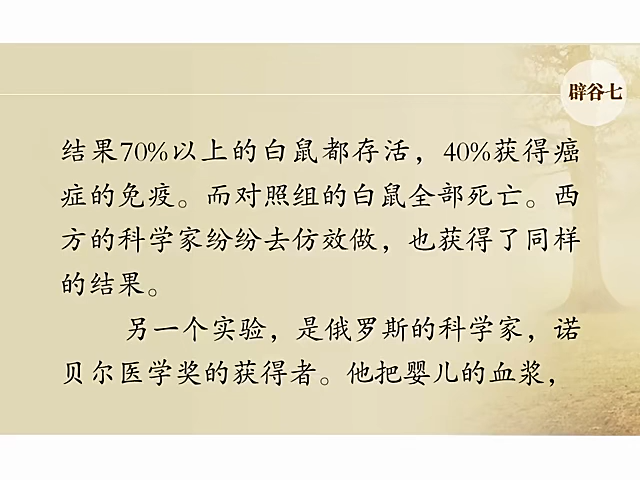 辟谷七
结果70%以上的白鼠都存活，40%获得癌
症的免疫。而对照组的白鼠全部死亡。西
方的科学家纷纷去仿效做，也获得了同样
的结果。
另一个实验，是俄罗斯的科学家，诺
贝尔医学奖的获得者。他把婴儿的血浆，